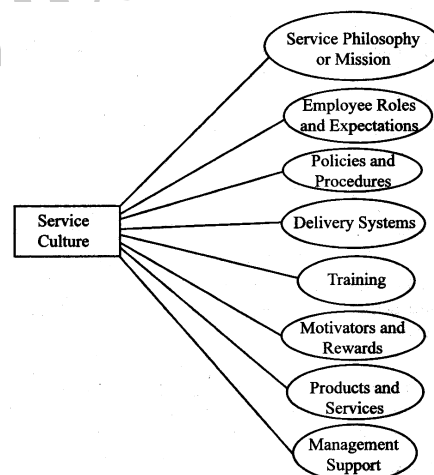 Service Philosophy
or Mission
Employee Roles
and Expectations
Policies and
Procedures
Service
Culture
Delivery Systems
Training
Motivators and
Rewards
Products and
Services
Management
Support